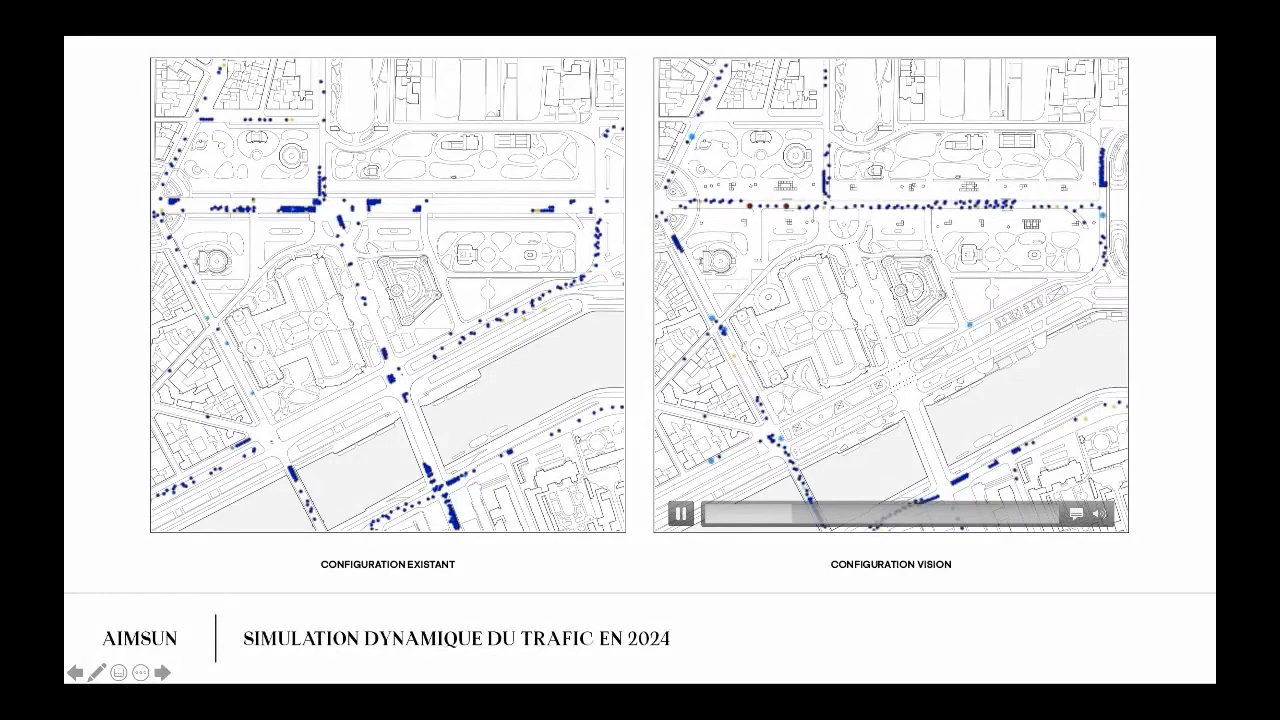 CONFIGURATION EXISTANT
CONFIGURATION VISION
AIMSUN
SIMULATION DYNAMIQUE DU TRAFIC EN 2024